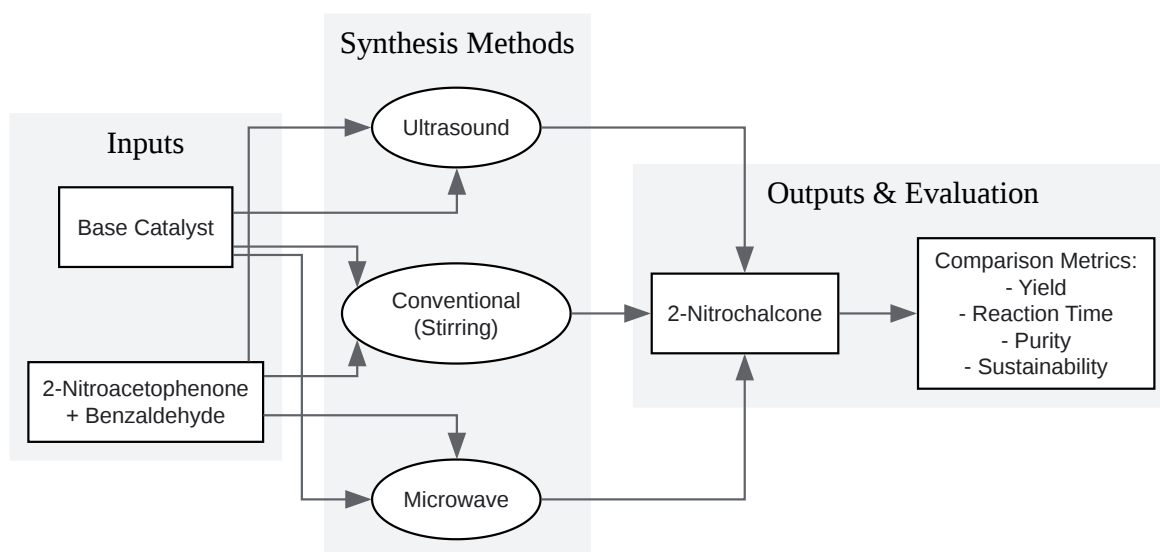 Synthesis Methods
Ultrasound
Inputs
Base Catalyst
Conventional
(Stirring)
2-Nitroacetophenone
+ Benzaldehyde
Microwave
Outputs & Evaluation
2-Nitrochalcone
Comparison Metrics:
- Yield
- Reaction Time
- Purity
- Sustainability